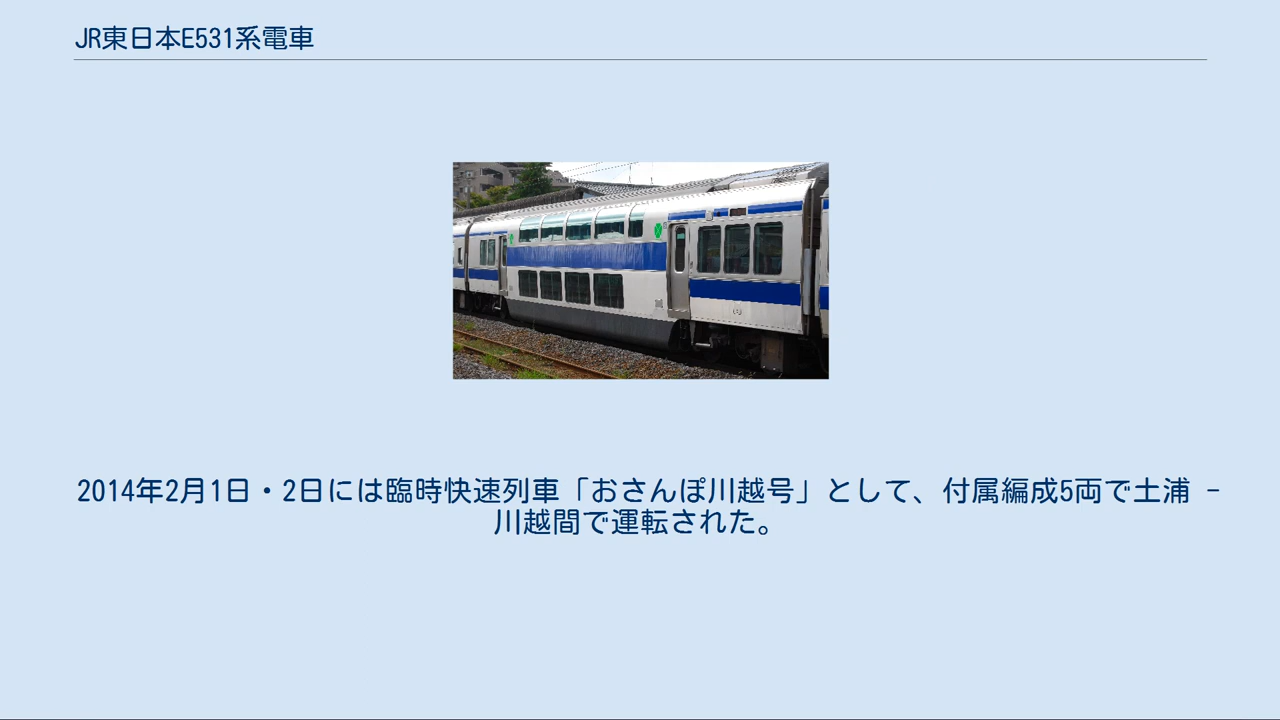 JR東日本E531系電車
2014年2月1日・2日には臨時快速列車「おさんぽ川越号」として、付属編成5両で土浦 -
川越間で運転された。